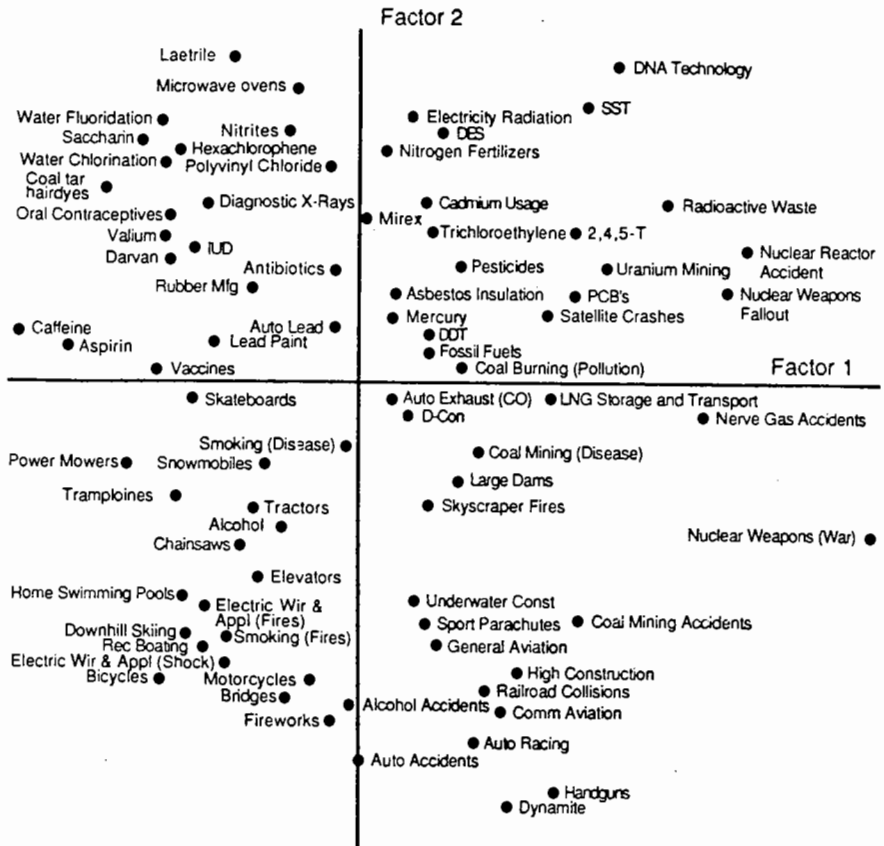 Factor 2
Laetrile
DNA Technology
Microwave ovens
SST
Water Fluoridation
Electricity Radiation
Nitrites
DES
Saccharin
Hexachlorophene
Nitrogen Fertilizers
Water Chlorination
Polyvinyl Chloride
Coal tar
hairdyes
Diagnostic X-Rays
Cadmium Usage
Radioactive Waste
Oral Contraceptives
Mirex
Valium
Trichloroethylene
2,4,5-T
IUD
Nuclear Reactor
Accident
Darvan
Antibiotics
Pesticides
Uranium Mining
Rubber Mfg
Asbestos Insulation
PCB's
Nuclear Weapons
Fallout
Mercury
Satellite Crashes
Caffeine
Auto Lead
DDT
Aspirin
Lead Paint
Fossil Fuels
Vaccines
Coal Burning (Pollution)
Factor 1
Skateboards
Auto Exhaust (CO)
LNG Storage and Transport
D-Con
Nerve Gas Accidents
Smoking (Disease)
Coal Mining (Disease)
Power Mowers
Snowmobiles
Large Dams
Tramploines
Tractors
Skyscraper Fires
Alcohol
Nuclear Weapons (War)
Chainsaws
Elevators
Home Swimming Pools
Electric Wir &
Appl (Fires)
Underwater Const
Downhill Skiing
Smoking (Fires)
Sport Parachutes
Coal Mining Accidents
Rec Boating
General Aviation
Electric Wir & Appl (Shock)
High Construction
Bicycles
Motorcycles
Railroad Collisions
Bridges
Alcohol Accidents
Comm Aviation
Fireworks
Auto Racing
Auto Accidents
Handguns
Dynamite